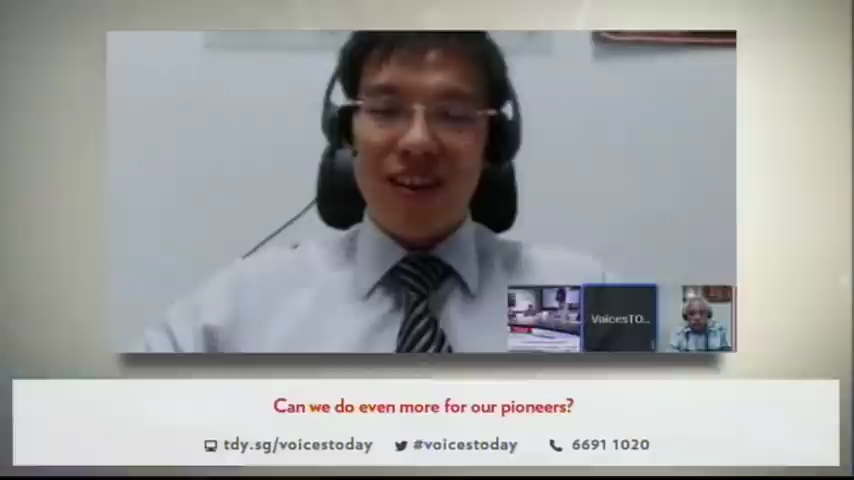 VoicesTO...
Can we do even more for our pioneers?
tdy.sg/voicestoday #voicestoday 6691 1020